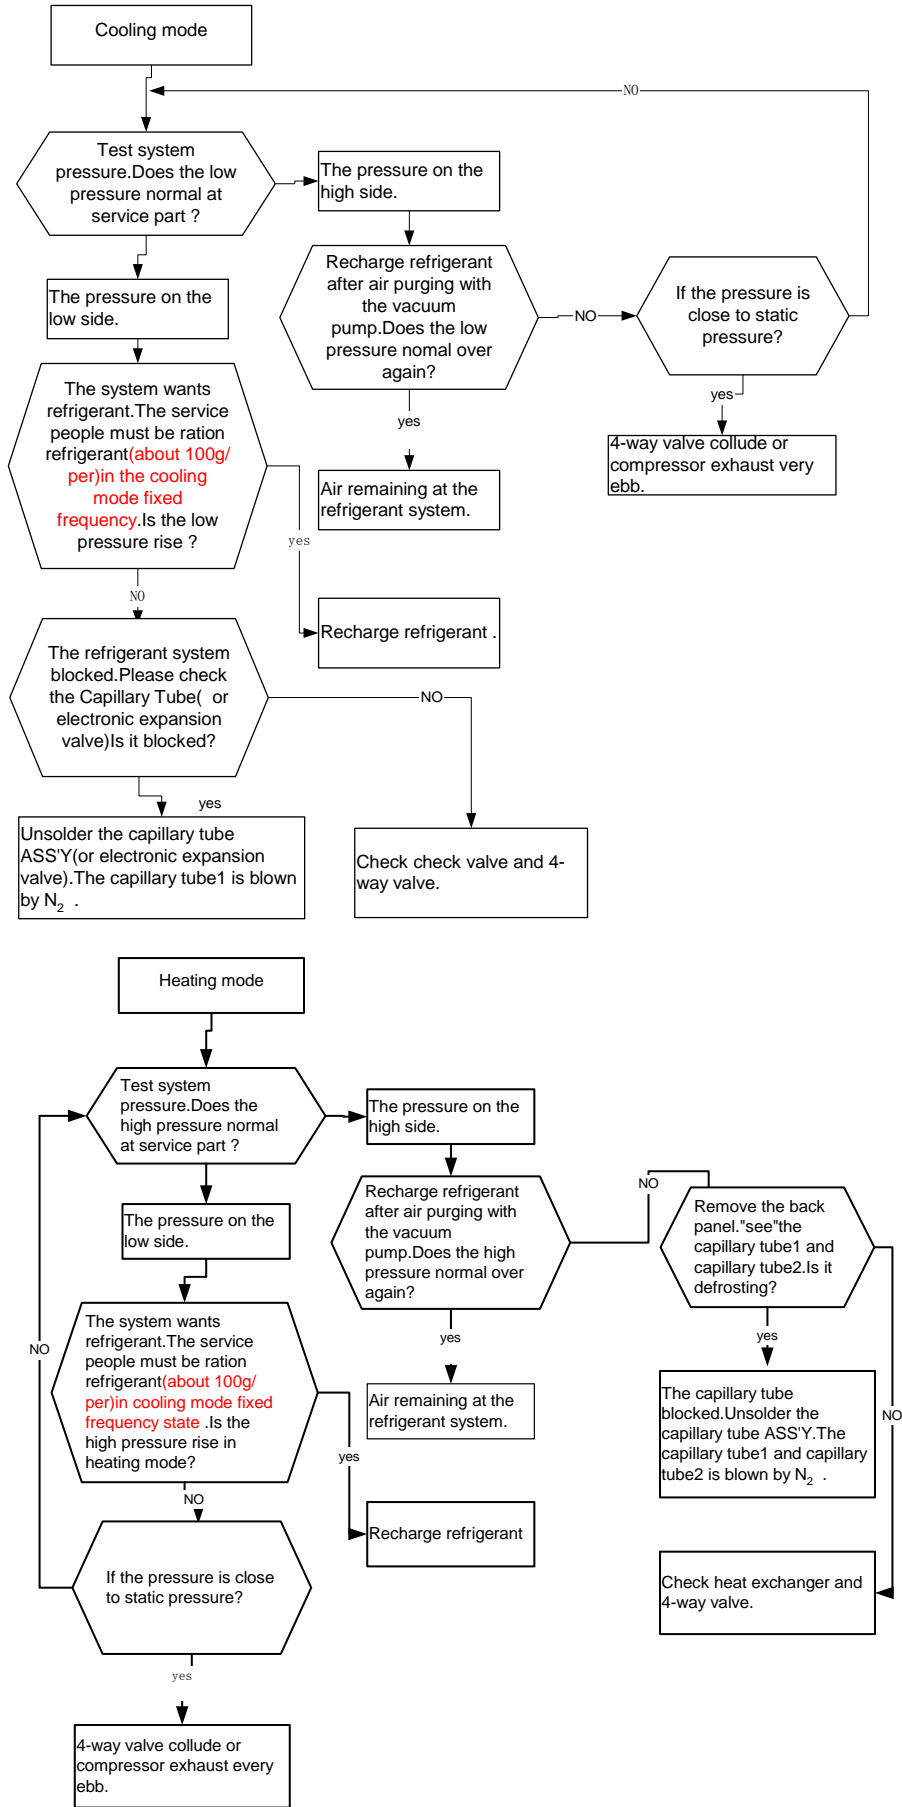 Cooling mode
NO
Test system
pressure.Does the low
pressure normal at
service part ?
The pressure on the
high side.
Recharge refrigerant
after air purging with
the vacuum
pump.Does the low
pressure nomal over
again?
NO
If the pressure is
close to static
pressure?
The pressure on the
low side.
yes
yes
4-way valve collude or
compressor exhaust very
ebb.
The system wants
refrigerant.The service
people must be ration
refrigerant(about 100g/
per)in the cooling
mode fixed
frequency.Is the low
pressure rise ?
Air remaining at the
refrigerant system.
yes
NO
Recharge refrigerant .
The refrigerant system
blocked.Please check
the Capillary Tube( or
electronic expansion
valve)Is it blocked?
NO
yes
Unsolder the capillary tube
ASS'Y(or electronic expansion
valve).The capillary tube1 is blown
by N2 .
Check check valve and 4-
way valve.
Heating mode
Test system
pressure.Does the
high pressure normal
at service part ?
The pressure on the
high side.
Recharge refrigerant
after air purging with
the vacuum
pump.Does the high
pressure normal over
again?
NO
Remove the back
panel."see"the
capillary tube1 and
capillary tube2.Is it
defrosting?
The pressure on the
low side.
The system wants
refrigerant.The service
people must be ration
refrigerant(about 100g/
per)in cooling mode fixed
frequency state .Is the
high pressure rise in
heating mode?
NO
yes
yes
Air remaining at the
refrigerant system.
The capillary tube
blocked.Unsolder the
capillary tube ASS'Y.The
capillary tube1 and capillary
tube2 is blown by N2 .
NO
yes
NO
Recharge refrigerant
If the pressure is close
to static pressure?
Check heat exchanger and
4-way valve.
yes
4-way valve collude or
compressor exhaust every
ebb.